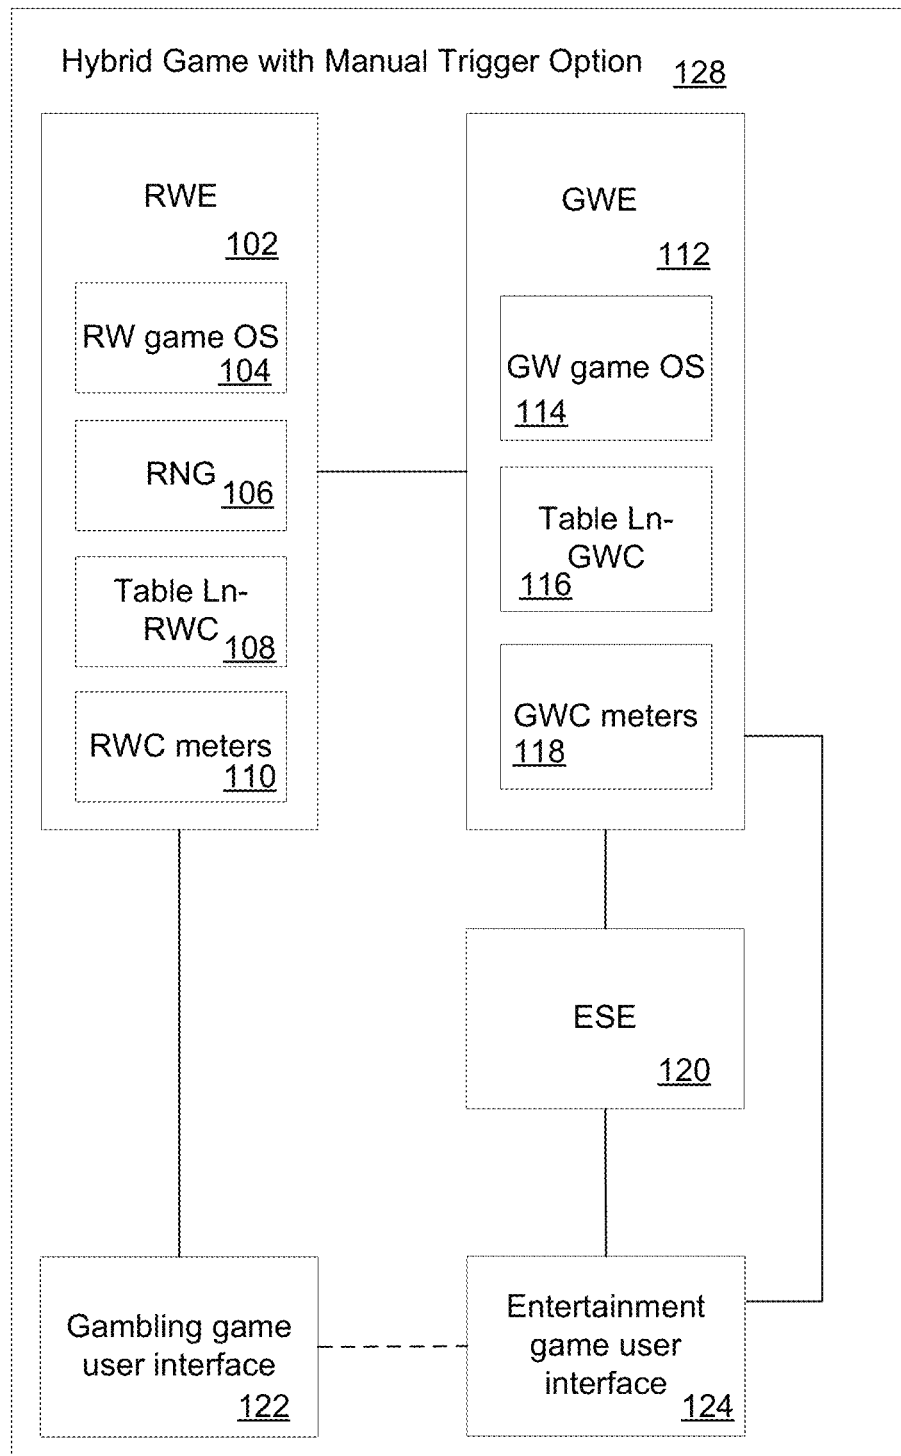 Hybrid Game with Manual Trigger Option 128
RWE
102
RW game OS
104
RNG
106
Table Ln-
RWC
108
RWC meters
110
GWE
112
GW game OS
114
Table Ln-
GWC
116
GWC meters
118
ESE
120
Gambling game
user interface
122
Entertainment
game user
interface
124